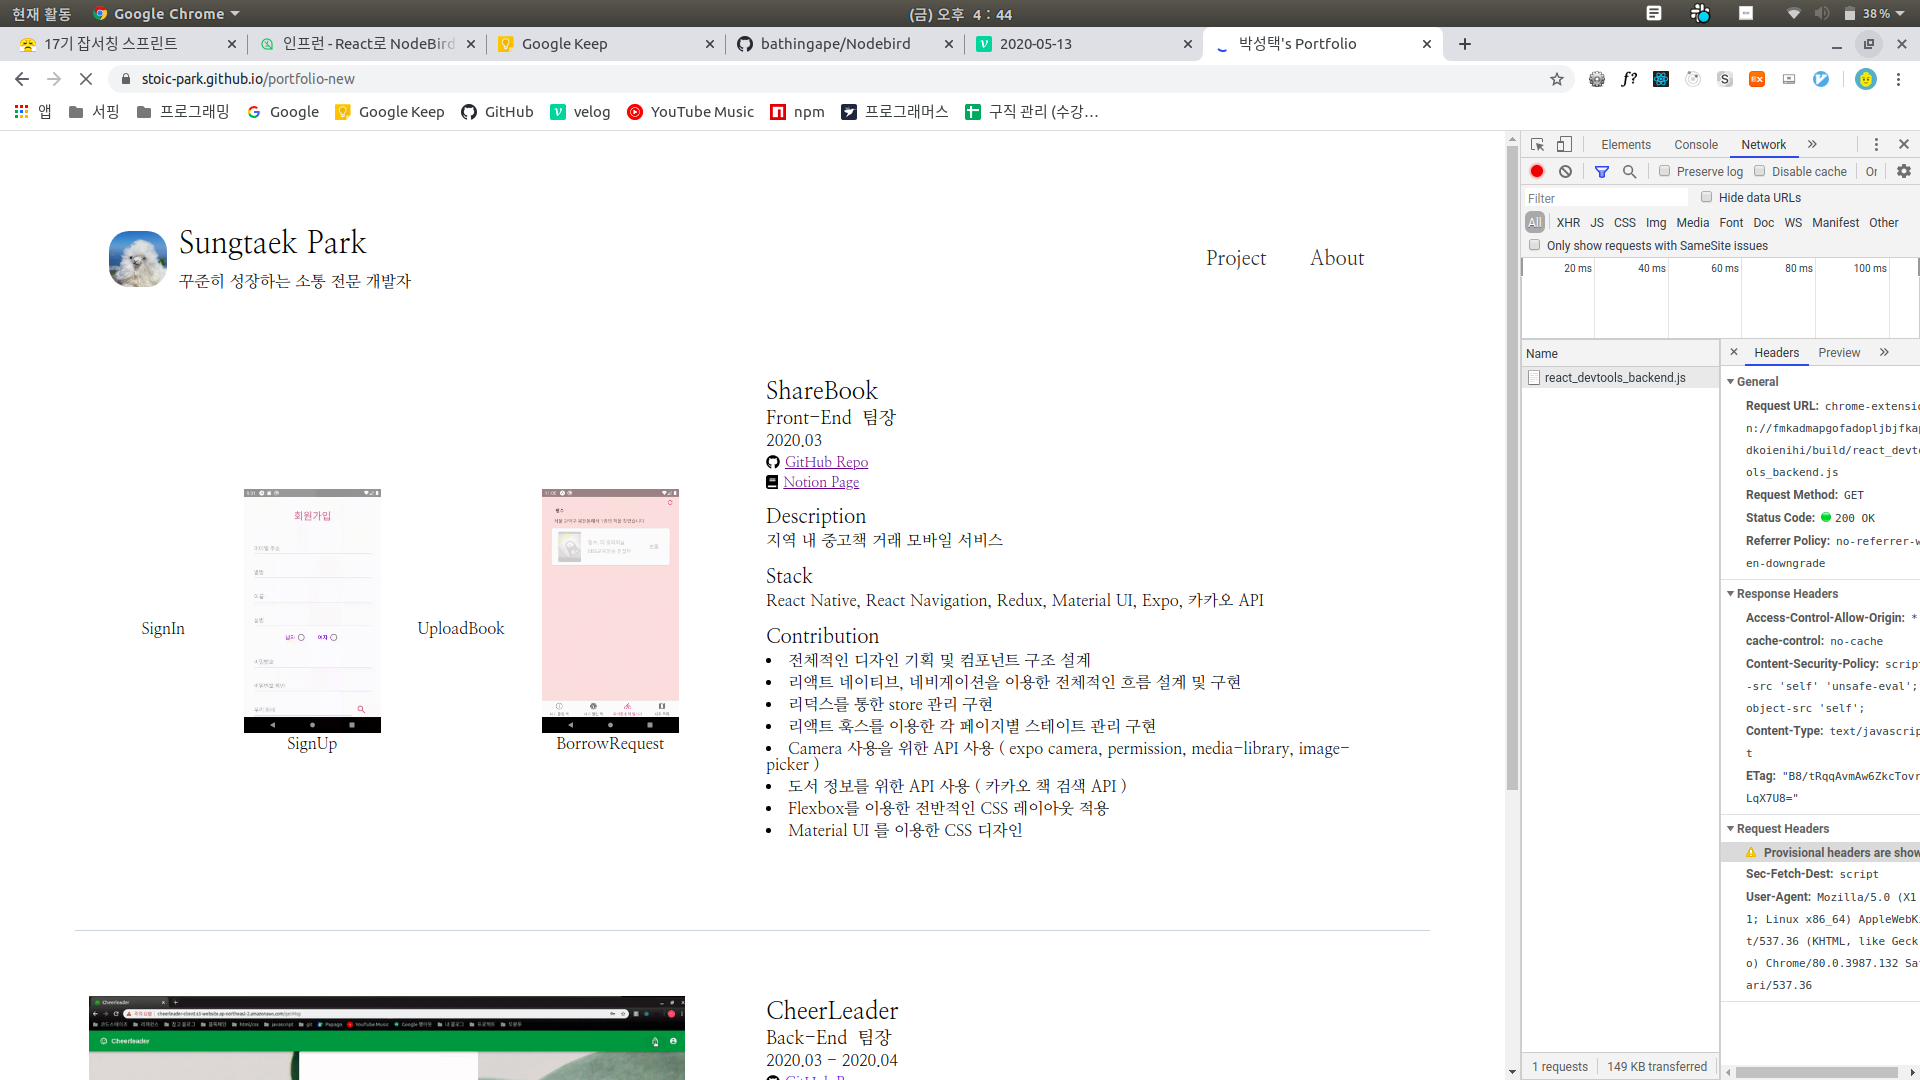 현재 활동
Google Chrome
(금) 오후 4 : 44
38 %
17기 잡서칭 스프린트
인프런 - React로 NodeBird
Google Keep
bathingape/Nodebird
2020-05-13
박성택's Portfolio
stoic-park.github.io/portfolio-new
앱
서핑
프로그래밍
Google
Google Keep
GitHub
velog
YouTube Music
npm
프로그래머스
구직 관리 (수강...
Sungtaek Park
꾸준히 성장하는 소통 전문 개발자
Project
About
ShareBook
Front-End 팀장
2020.03
GitHub Repo
Notion Page
Description
지역 내 중고책 거래 모바일 서비스
Stack
React Native, React Navigation, Redux, Material UI, Expo, 카카오 API
Contribution
• 전체적인 디자인 기획 및 컴포넌트 구조 설계
• 리액트 네이티브, 네비게이션을 이용한 전체적인 흐름 설계 및 구현
• 리덕스를 통한 store 관리 구현
• 리액트 훅스를 이용한 각 페이지별 스테이트 관리 구현
• Camera 사용을 위한 API 사용 ( expo camera, permission, media-library, image-
picker )
• 도서 정보를 위한 API 사용 ( 카카오 책 검색 API )
• Flexbox를 이용한 전반적인 CSS 레이아웃 적용
• Material UI 를 이용한 CSS 디자인
SignIn
회원가입
SignUp
UploadBook
BorrowRequest
Cheerleader
Cheerleader
CheerLeader
Back-End 팀장
2020.03 - 2020.04
Elements
Console
Network
Preserve log
Disable cache
Or
Filter
Hide data URLs
All
XHR
JS
CSS
Img
Media
Font
Doc
WS
Manifest
Other
Only show requests with SameSite issues
20 ms
40 ms
60 ms
80 ms
100 ms
Name
react_devtools_backend.js
Headers
Preview
General
Request URL: chrome-extensio
n://fmkadmapgofadopljbjfkap
dkoienihi/build/react_devto
ols_backend.js
Request Method: GET
Status Code: 200 OK
Referrer Policy: no-referrer-w
en-downgrade
Response Headers
Access-Control-Allow-Origin: *
cache-control: no-cache
Content-Security-Policy: script
-src 'self' 'unsafe-eval';
object-src 'self';
Content-Type: text/javascrip
t
ETag: "B8/tRqqAvmAw6ZkcTovr
LqX7U8="
Request Headers
Provisional headers are show
Sec-Fetch-Dest: script
User-Agent: Mozilla/5.0 (X1
1; Linux x86_64) AppleWebKi
t/537.36 (KHTML, like Geck
o) Chrome/80.0.3987.132 Saf
ari/537.36
1 requests
149 KB transferred